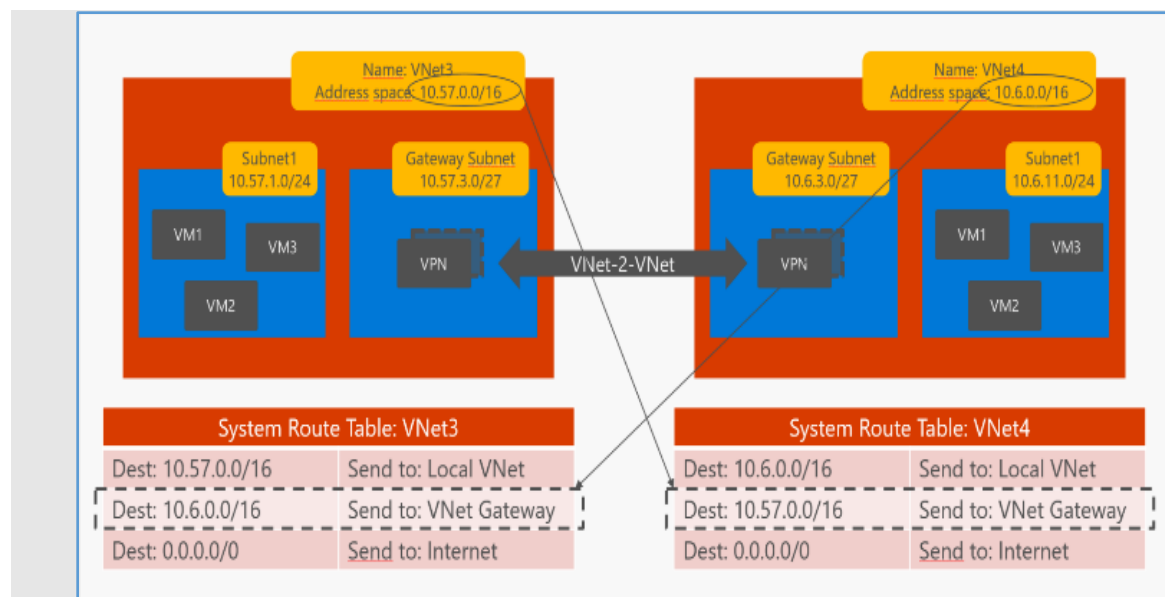 Name: VNet3
Address space: 10.57.0.0/16
Subnet1
10.57.1.0/24
Gateway Subnet
10.57.3.0/27
VM1
VM3
VM2
VPN
VNet-2-VNet
Name: VNet4
Address space: 10.6.0.0/16
Gateway Subnet
10.6.3.0/27
Subnet1
10.6.11.0/24
VPN
VM1
VM3
VM2
System Route Table: VNet3
Dest: 10.57.0.0/16 Send to: Local VNet
Dest: 10.6.0.0/16 Send to: VNet Gateway
Dest: 0.0.0.0/0 Send to: Internet
System Route Table: VNet4
Dest: 10.6.0.0/16 Send to: Local VNet
Dest: 10.57.0.0/16 Send to: VNet Gateway
Dest: 0.0.0.0/0 Send to: Internet